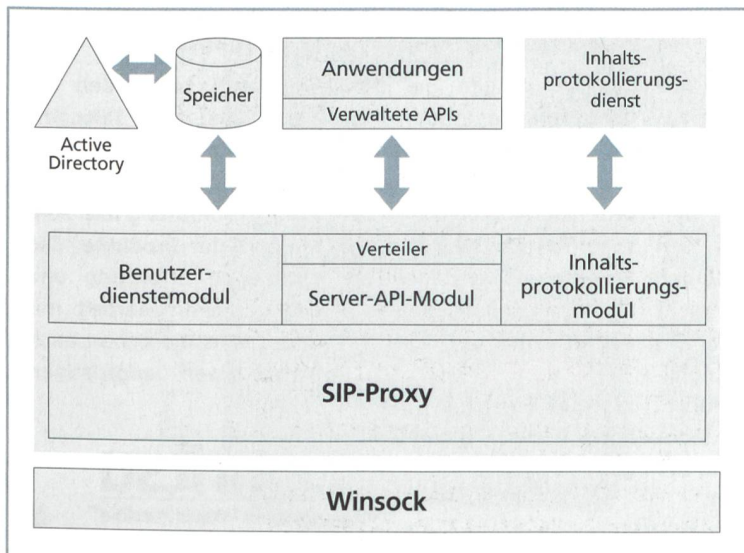 Active
Directory
Speicher
Anwendungen
Verwaltete APIs
Inhalts-
protokollierungs-
dienst
Benutzer-
dienstemodul
Verteiler
Server-API-Modul
Inhalts-
protokollierungs-
modul
SIP-Proxy
Winsock